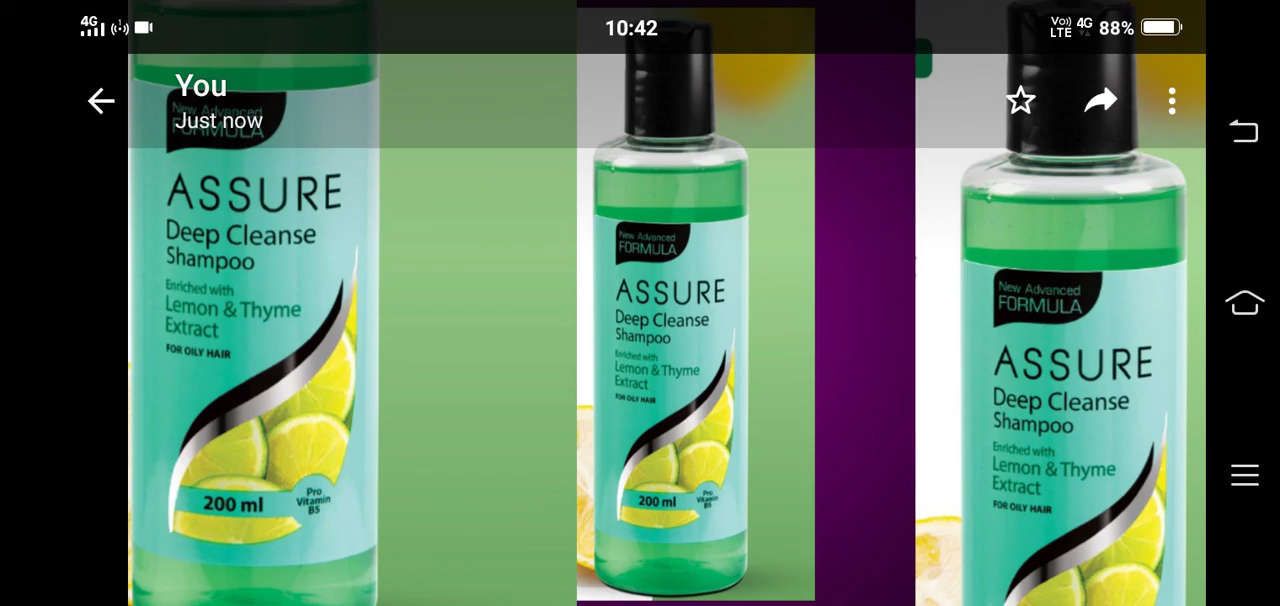 4G
10:42
Vo))
LTE
4G
88%
You
Just now
New Advanced
FORMULA
ASSURE
Deep Cleanse
Shampoo
Enriched with
Lemon & Thyme
Extract
FOR OILY HAIR
200 ml
Pro
Vitamin
B5
New Advanced
FORMULA
ASSURE
Deep Cleanse
Shampoo
Enriched with
Lemon & Thyme
Extract
FOR OILY HAIR
200 ml
Pro
Vitamin
B5
New Advanced
FORMULA
ASSURE
Deep Cleanse
Shampoo
Enriched with
Lemon & Thyme
Extract
FOR OILY HAIR